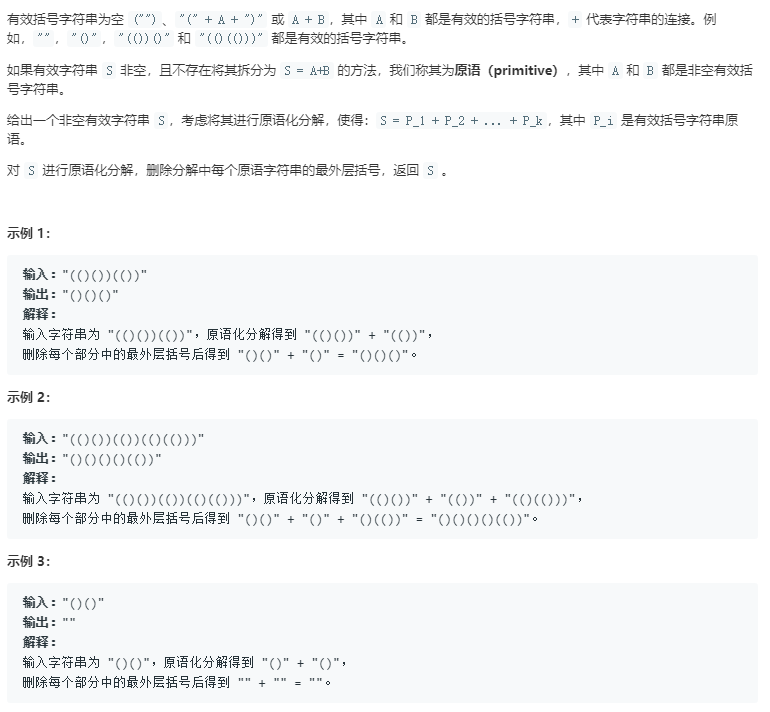 有效括号字符串为空 ("")、"(" + A + ")" 或 A + B，其中 A 和 B 都是有效的括号字符串，+ 代表字符串的连接。例
如，""，"()"，"(())()" 和 "(()(()))" 都是有效的括号字符串。
如果有效字符串 S 非空，且不存在将其拆分为 S = A+B 的方法，我们称其为原语（primitive），其中 A 和 B 都是非空有效括
号字符串。
给出一个非空有效字符串 S，考虑将其进行原语化分解，使得：S = P_1 + P_2 + ... + P_k，其中 P_i 是有效括号字符串原
语。
对 S 进行原语化分解，删除分解中每个原语字符串的最外层括号，返回 S 。
示例 1：
输入："(()())(())"
输出："()()()"
解释：
输入字符串为 "(()())(())"，原语化分解得到 "(()())" + "(())"，
删除每个部分中的最外层括号后得到 "()()" + "()" = "()()()"。
示例 2：
输入："(()())(())(()(()))"
输出："()()()()(())"
解释：
输入字符串为 "(()())(())(()(()))"，原语化分解得到 "(()())" + "(())" + "(()(()))"，
删除每个部分中的最外层括号后得到 "()()" + "()" + "()(())" = "()()()()(())"。
示例 3：
输入："()()"
输出：""
解释：
输入字符串为 "()()"，原语化分解得到 "()" + "()"，
删除每个部分中的最外层括号后得到 "" + "" = ""。